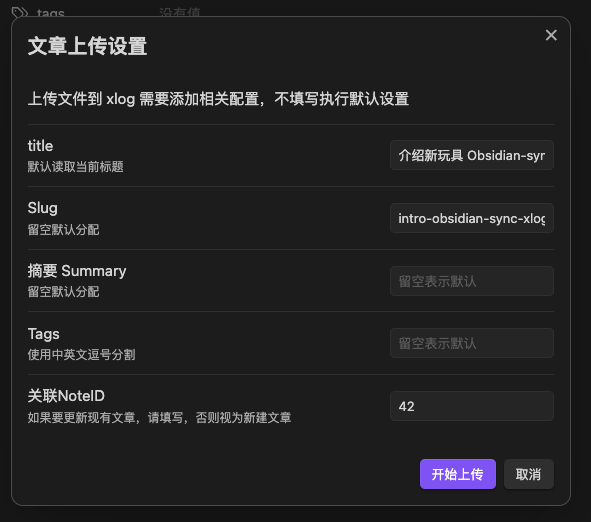 tags 没有值
文章上传设置
上传文件到 xlog 需要添加相关配置，不填写执行默认设置
title
默认读取当前标题
介绍新玩具 Obsidian-syn
Slug
留空默认分配
intro-obsidian-sync-xlog
摘要 Summary
留空默认分配
留空表示默认
Tags
使用中英文逗号分割
留空表示默认
关联NoteID
如果要更新现有文章，请填写，否则视为新建文章
42
开始上传 取消